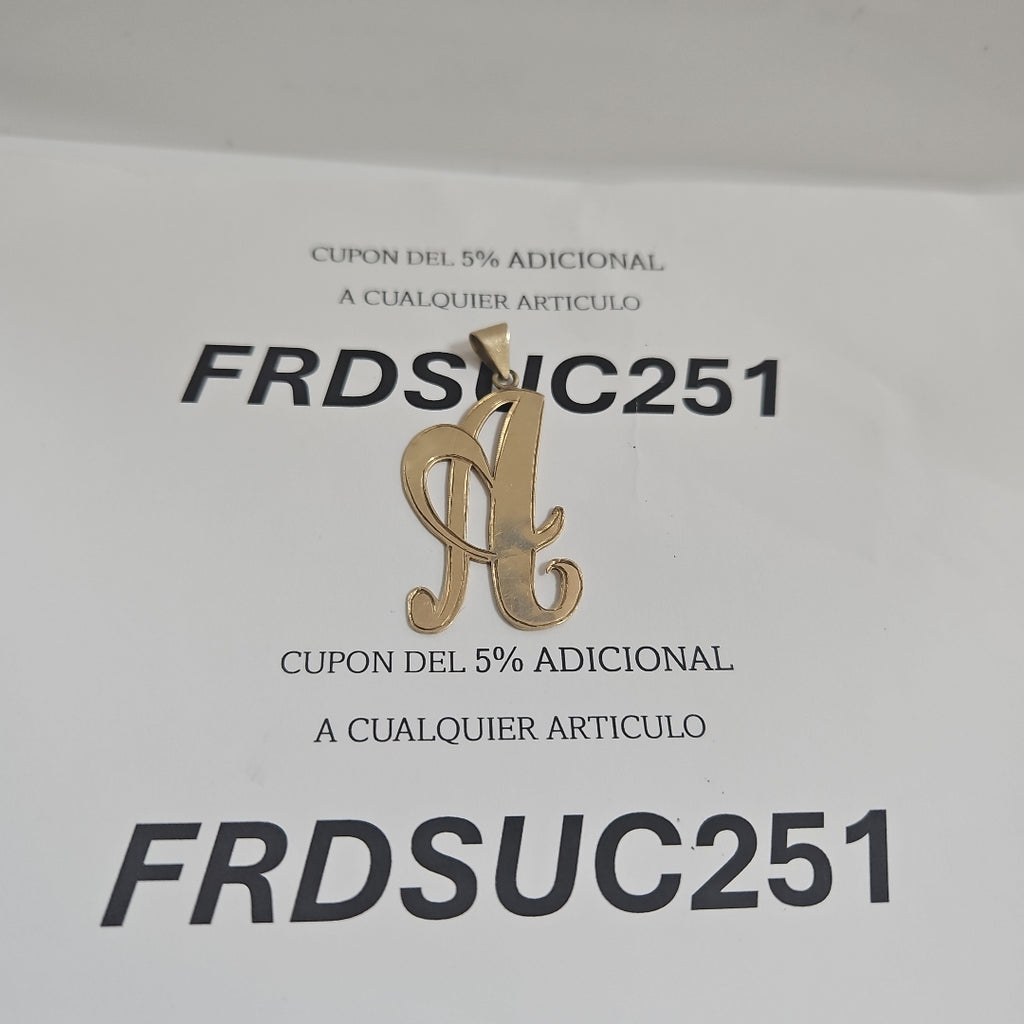 CUPON DEL 5% ADICIONAL
A CUALQUIER ARTICULO
FRDSUC251
A
CUPON DEL 5% ADICIONAL
A CUALQUIER ARTICULO
FRDSUC251